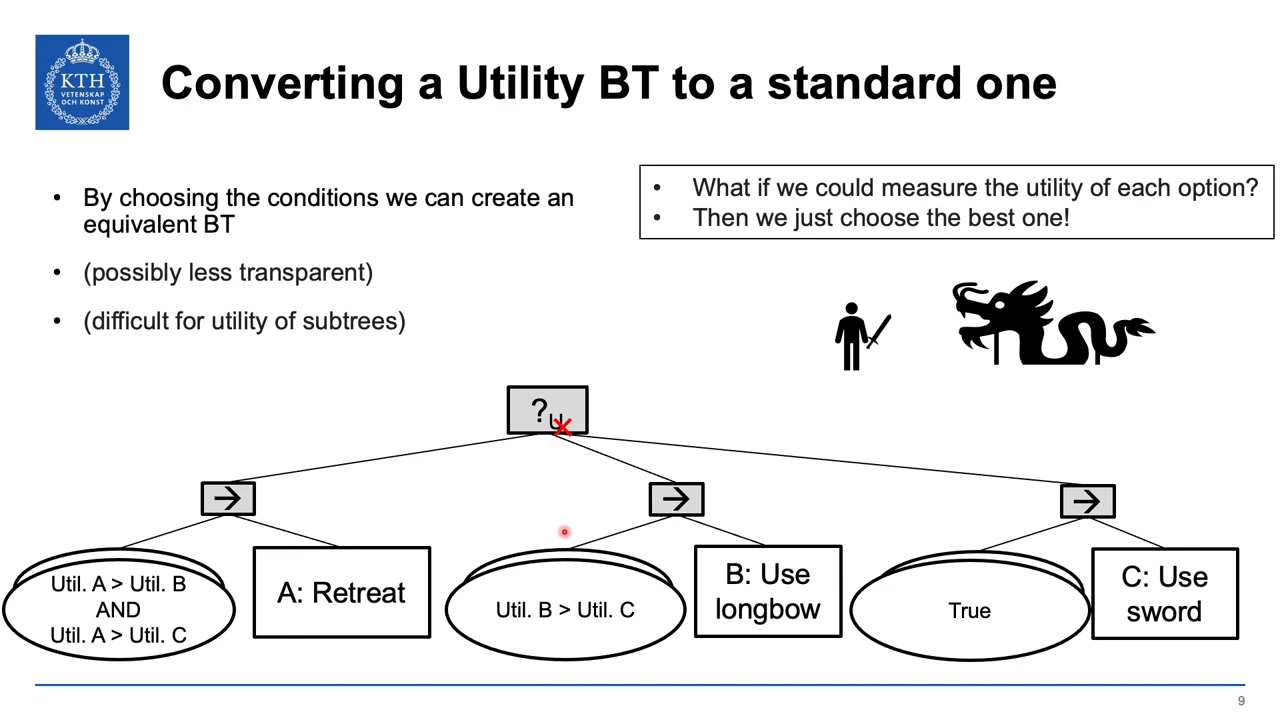 KTH
VETENSKAP
OCH KONST
Converting a Utility BT to a standard one
• By choosing the conditions we can create an
equivalent BT
• (possibly less transparent)
• (difficult for utility of subtrees)
• What if we could measure the utility of each option?
• Then we just choose the best one!
?U
→
→
→
Util. A > Util. B
AND
Util. A > Util. C
A: Retreat
Util. B > Util. C
B: Use
longbow
True
C: Use
sword
9